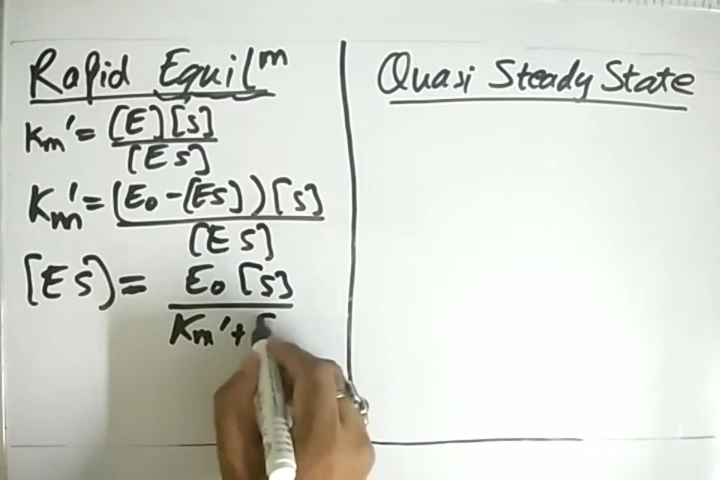 Rapid Equilm
Km' = [E][S]
[ES]
Km' = (E0 - [ES])[S]
[ES]
[ES] = E0 [S]
Km' +
Quasi Steady State